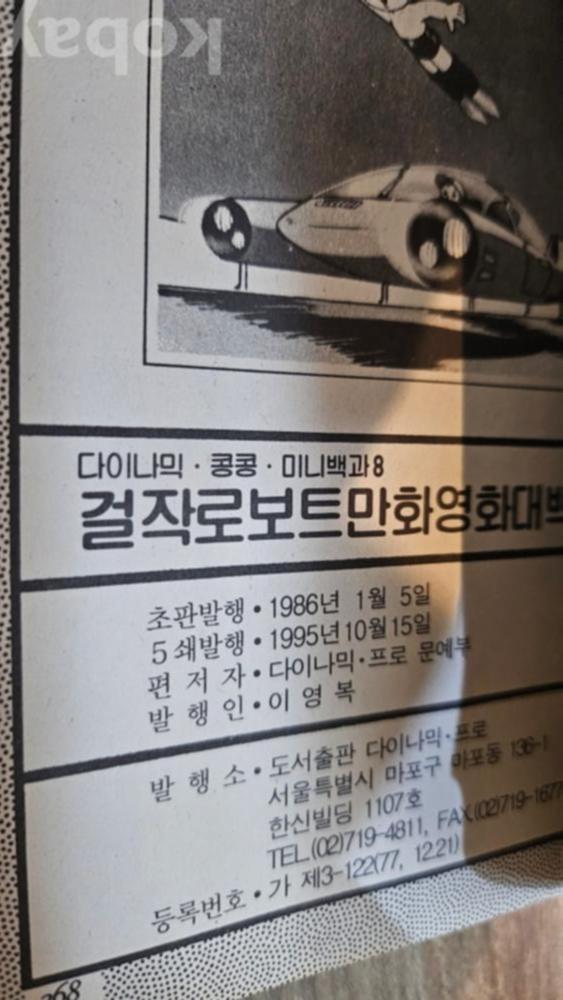 kobay
다이나믹 · 콩콩 · 미니백과 8
걸작로보트만화영화대백
초판발행 • 1986년 1월 5일
5쇄발행 • 1995년 10월 15일
편 저 자 • 다이나믹·프로 문예부
발 행 인 • 이 영 복
발 행 소 • 도서출판 다이나믹·프로
서울특별시 마포구 마포동 136-1
한신빌딩 1107호
TEL.(02)719-4811, FAX.(02)719-1677
등록번호 • 가 제3-122(77, 12.21)
268